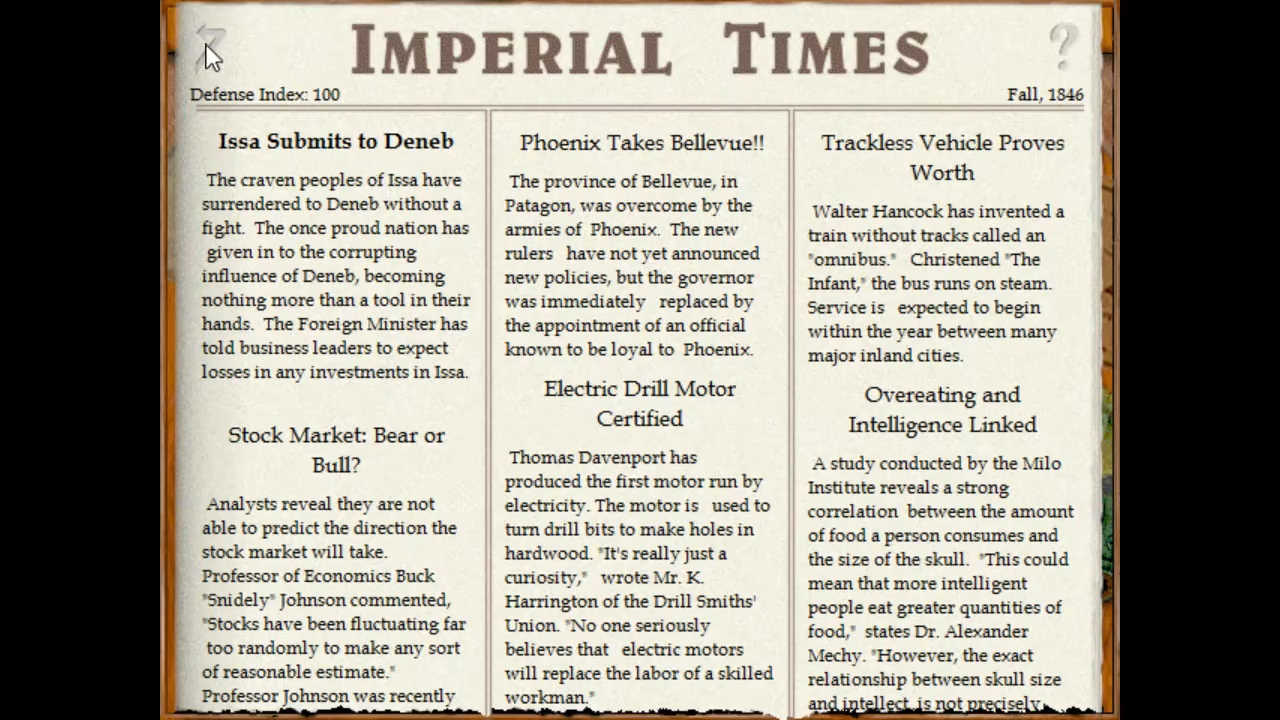 IMPERIAL TIMES
Defense Index: 100
Fall, 1846
Issa Submits to Deneb
The craven peoples of Issa have
surrendered to Deneb without a
fight. The once proud nation has
given in to the corrupting
influence of Deneb, becoming
nothing more than a tool in their
hands. The Foreign Minister has
told business leaders to expect
losses in any investments in Issa.
Stock Market: Bear or
Bull?
Analysts reveal they are not
able to predict the direction the
stock market will take.
Professor of Economics Buck
"Snidely" Johnson commented,
"Stocks have been fluctuating far
too randomly to make any sort
of reasonable estimate."
Professor Johnson was recently
Phoenix Takes Bellevue!!
The province of Bellevue, in
Patagon, was overcome by the
armies of Phoenix. The new
rulers have not yet announced
new policies, but the governor
was immediately replaced by
the appointment of an official
known to be loyal to Phoenix.
Electric Drill Motor
Certified
Thomas Davenport has
produced the first motor run by
electricity. The motor is used to
turn drill bits to make holes in
hardwood. "It's really just a
curiosity," wrote Mr. K.
Harrington of the Drill Smiths'
Union. "No one seriously
believes that electric motors
will replace the labor of a skilled
workman."
Trackless Vehicle Proves
Worth
Walter Hancock has invented a
train without tracks called an
"omnibus." Christened "The
Infant," the bus runs on steam.
Service is expected to begin
within the year between many
major inland cities.
Overeating and
Intelligence Linked
A study conducted by the Milo
Institute reveals a strong
correlation between the amount
of food a person consumes and
the size of the skull. "This could
mean that more intelligent
people eat greater quantities of
food," states Dr. Alexander
Mechy. "However, the exact
relationship between skull size
and intellect is not precisely